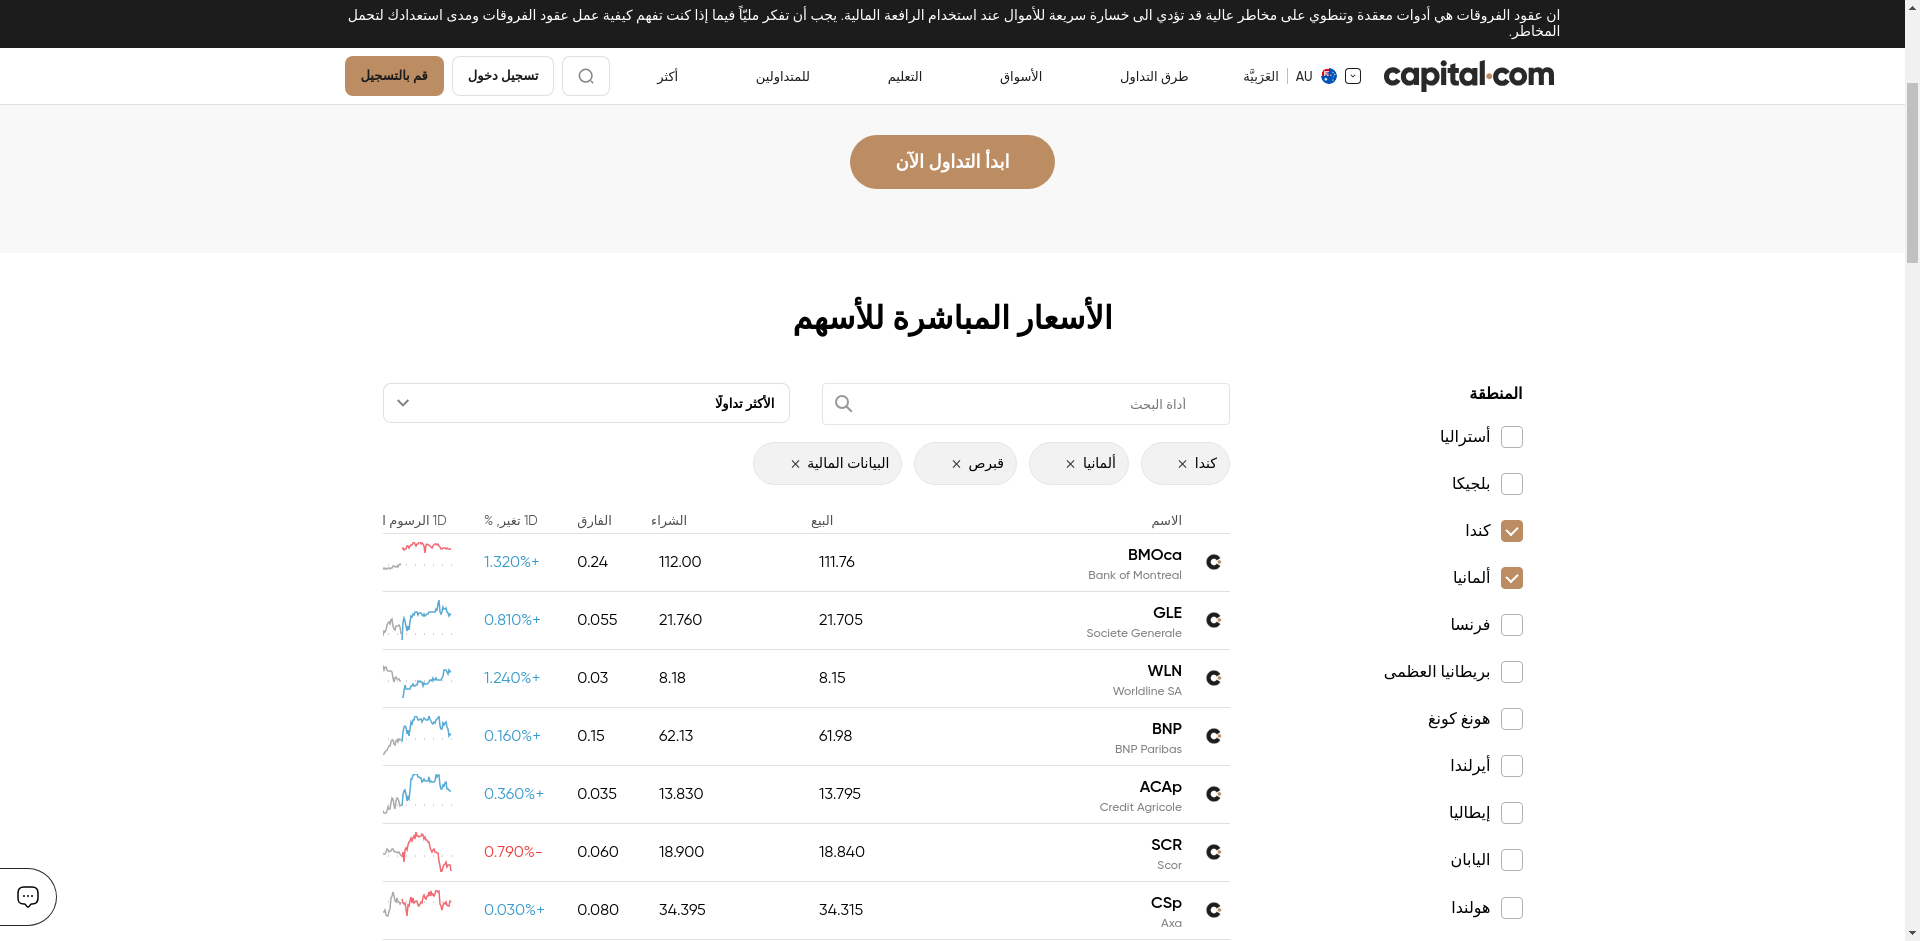 ان عقود الفروقات هي أدوات معقدة وتنطوي على مخاطر عالية قد تؤدي الى خسارة سريعة للأموال عند استخدام الرافعة المالية. يجب أن تفكر مليّاً فيما إذا كنت تفهم كيفية عمل عقود الفروقات ومدى استعدادك لتحمل
المخاطر.
capital.com
AU العَرَبِيَّة
طرق التداول
الأسواق
التعليم
للمتداولين
أكثر
تسجيل دخول
قم بالتسجيل
ابدأ التداول الآن
الأسعار المباشرة للأسهم
المنطقة
أستراليا
بلجيكا
كندا
ألمانيا
فرنسا
بريطانيا العظمى
هونغ كونغ
أيرلندا
إيطاليا
اليابان
هولندا
أداة البحث
الأكثر تداولًا
كندا ×
ألمانيا ×
قبرص ×
البيانات المالية ×
الاسم البيع الشراء الفارق 1D تغير, % 1D الرسوم ا
BMOca 111.76 112.00 0.24 1.320%+
Bank of Montreal
GLE 21.705 21.760 0.055 0.810%+
Societe Generale
WLN 8.15 8.18 0.03 1.240%+
Worldline SA
BNP 61.98 62.13 0.15 0.160%+
BNP Paribas
ACAp 13.795 13.830 0.035 0.360%+
Credit Agricole
SCR 18.840 18.900 0.060 0.790%-
Scor
CSp 34.315 34.395 0.080 0.030%+
Axa